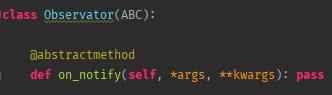 class Observator(ABC):
@abstractmethod
def on_notify(self, *args, **kwargs): pass